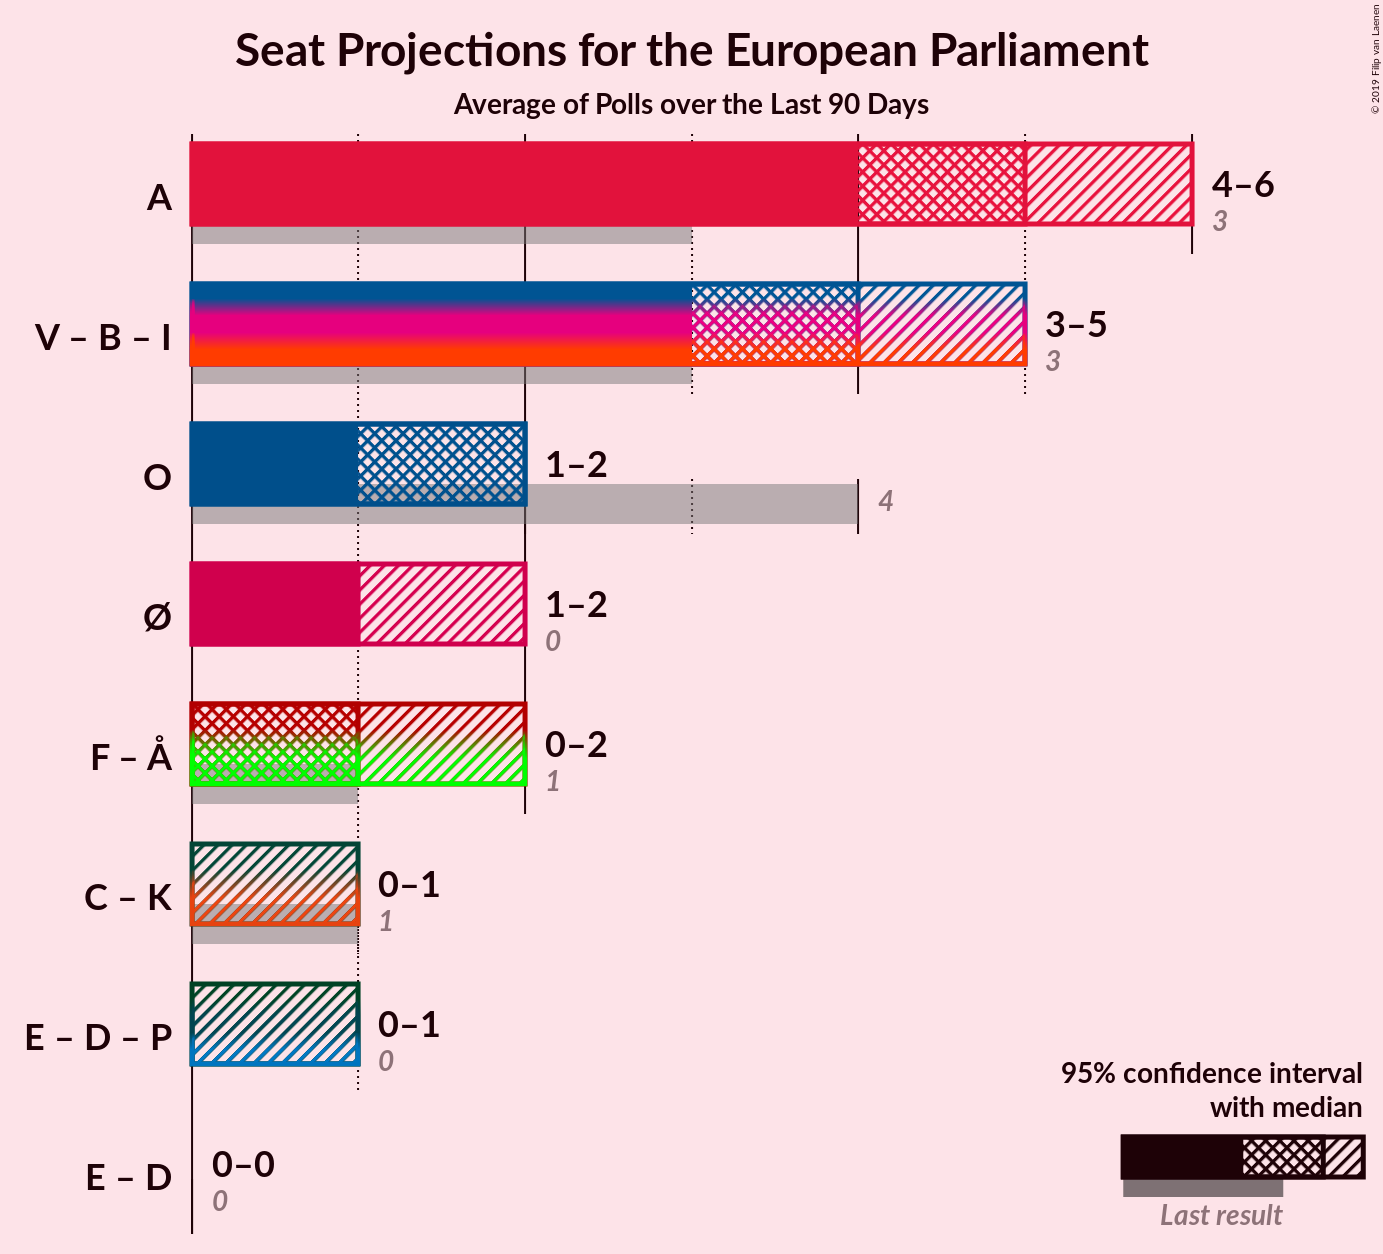 Seat Projections for the European Parliament
Average of Polls over the Last 90 Days
© 2019 Filip van Laenen
A
4–6
3
V – B – I
3–5
3
O
1–2
4
Ø
1–2
0
F – Å
0–2
1
C – K
0–1
1
E – D – P
0–1
0
E – D
0–0
0
95% confidence interval
with median
Last result